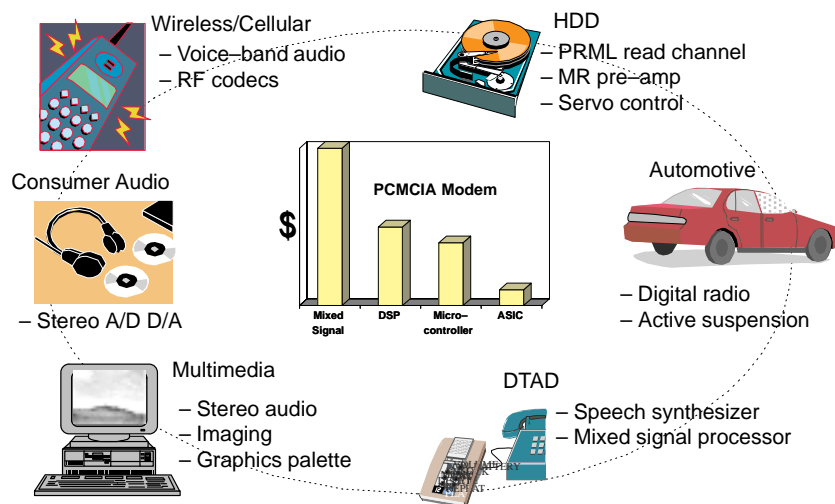 Wireless/Cellular
– Voice–band audio
– RF codecs
HDD
– PRML read channel
– MR pre–amp
– Servo control
Consumer Audio
– Stereo A/D D/A
PCMCIA Modem
$
Mixed
Signal
DSP
Micro–
controller
ASIC
Automotive
– Digital radio
– Active suspension
Multimedia
– Stereo audio
– Imaging
– Graphics palette
DTAD
– Speech synthesizer
– Mixed signal processor
REPEAT